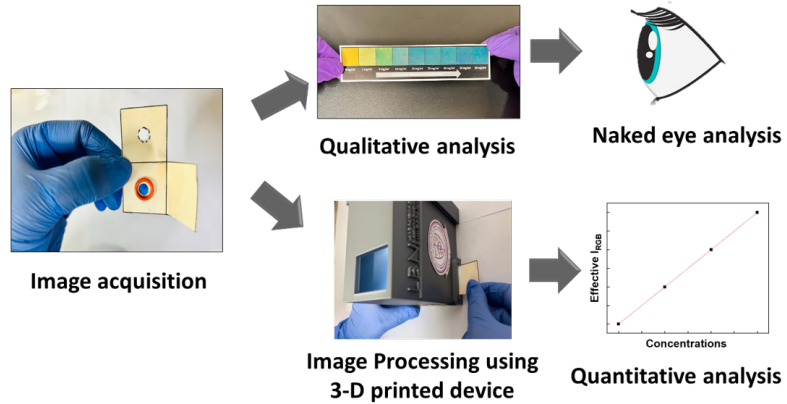 Qualitative analysis
Naked eye analysis
Image acquisition
Image Processing using
3-D printed device
Effective I_RGB
Concentrations
Quantitative analysis